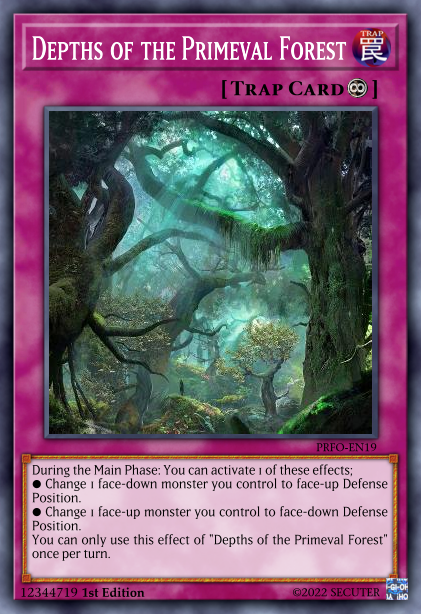 Depths of the Primeval Forest
TRAP
罠
[Trap Card]
PRFO-EN19
During the Main Phase: You can activate 1 of these effects;
● Change 1 face-down monster you control to face-up Defense
Position.
● Change 1 face-up monster you control to face-down Defense
Position.
You can only use this effect of "Depths of the Primeval Forest"
once per turn.
12344719 1st Edition
©2022 SECUTER